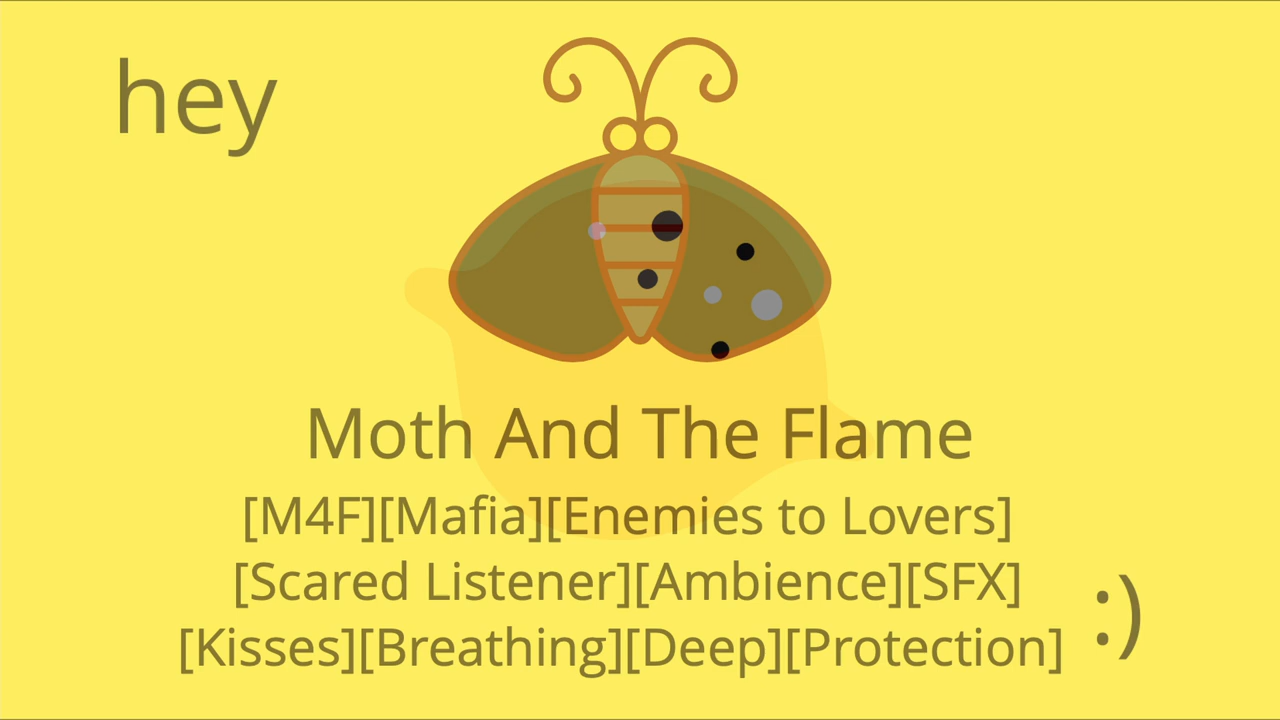 hey
Moth And The Flame
[M4F][Mafia][Enemies to Lovers]
[Scared Listener][Ambience][SFX]
[Kisses][Breathing][Deep][Protection]
:)